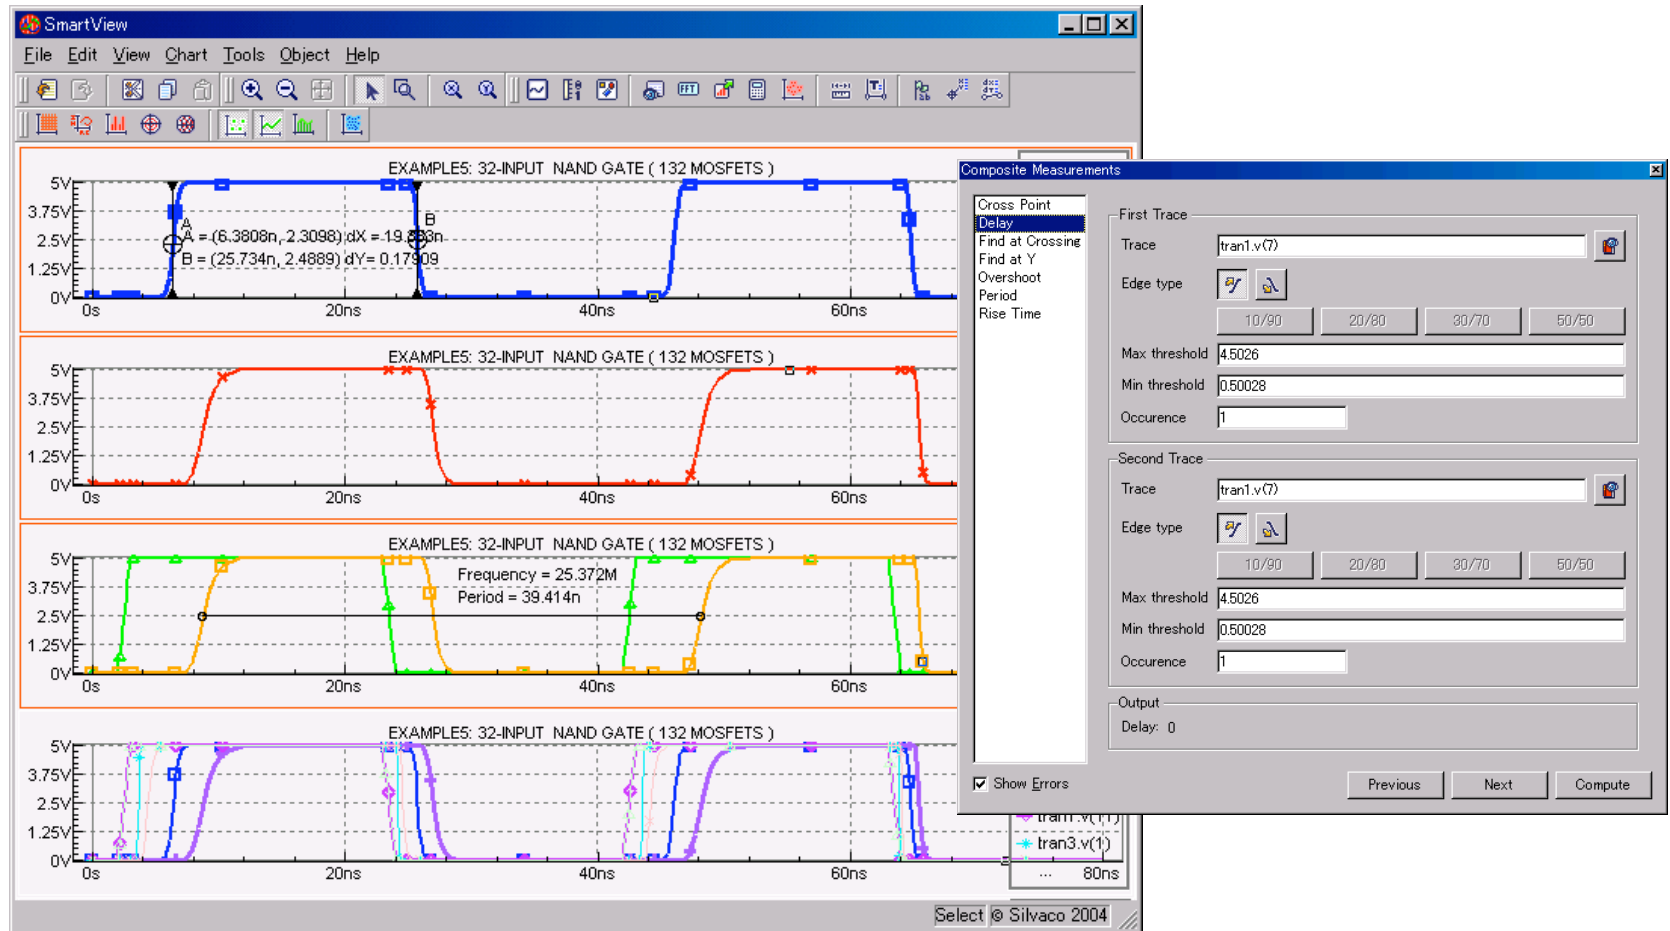 SmartView
File Edit View Chart Tools Object Help
EXAMPLE5: 32-INPUT NAND GATE ( 132 MOSFETS )
5V
3.75V
2.5V
1.25V
0V
A
B
A = (6.3808n, 2.3098) dX = 19.353n
B = (25.734n, 2.4889) dY= 0.17909
0s 20ns 40ns 60ns
EXAMPLE5: 32-INPUT NAND GATE ( 132 MOSFETS )
5V
3.75V
2.5V
1.25V
0V
0s 20ns 40ns 60ns
EXAMPLE5: 32-INPUT NAND GATE ( 132 MOSFETS )
5V
3.75V
2.5V
1.25V
0V
Frequency = 25.372M
Period = 39.414n
0s 20ns 40ns 60ns
EXAMPLE5: 32-INPUT NAND GATE ( 132 MOSFETS )
5V
3.75V
2.5V
1.25V
0V
0s 20ns 40ns 60ns 80ns
tran1.v(11)
tran3.v(1)
...
Select © Silvaco 2004
Composite Measurements
Cross Point
Delay
Find at Crossing
Find at Y
Overshoot
Period
Rise Time
First Trace
Trace tran1.v(7)
Edge type
10/90 20/80 30/70 50/50
Max threshold 4.5026
Min threshold 0.50028
Occurence 1
Second Trace
Trace tran1.v(7)
Edge type
10/90 20/80 30/70 50/50
Max threshold 4.5026
Min threshold 0.50028
Occurence 1
Output
Delay: 0
Show Errors
Previous Next Compute